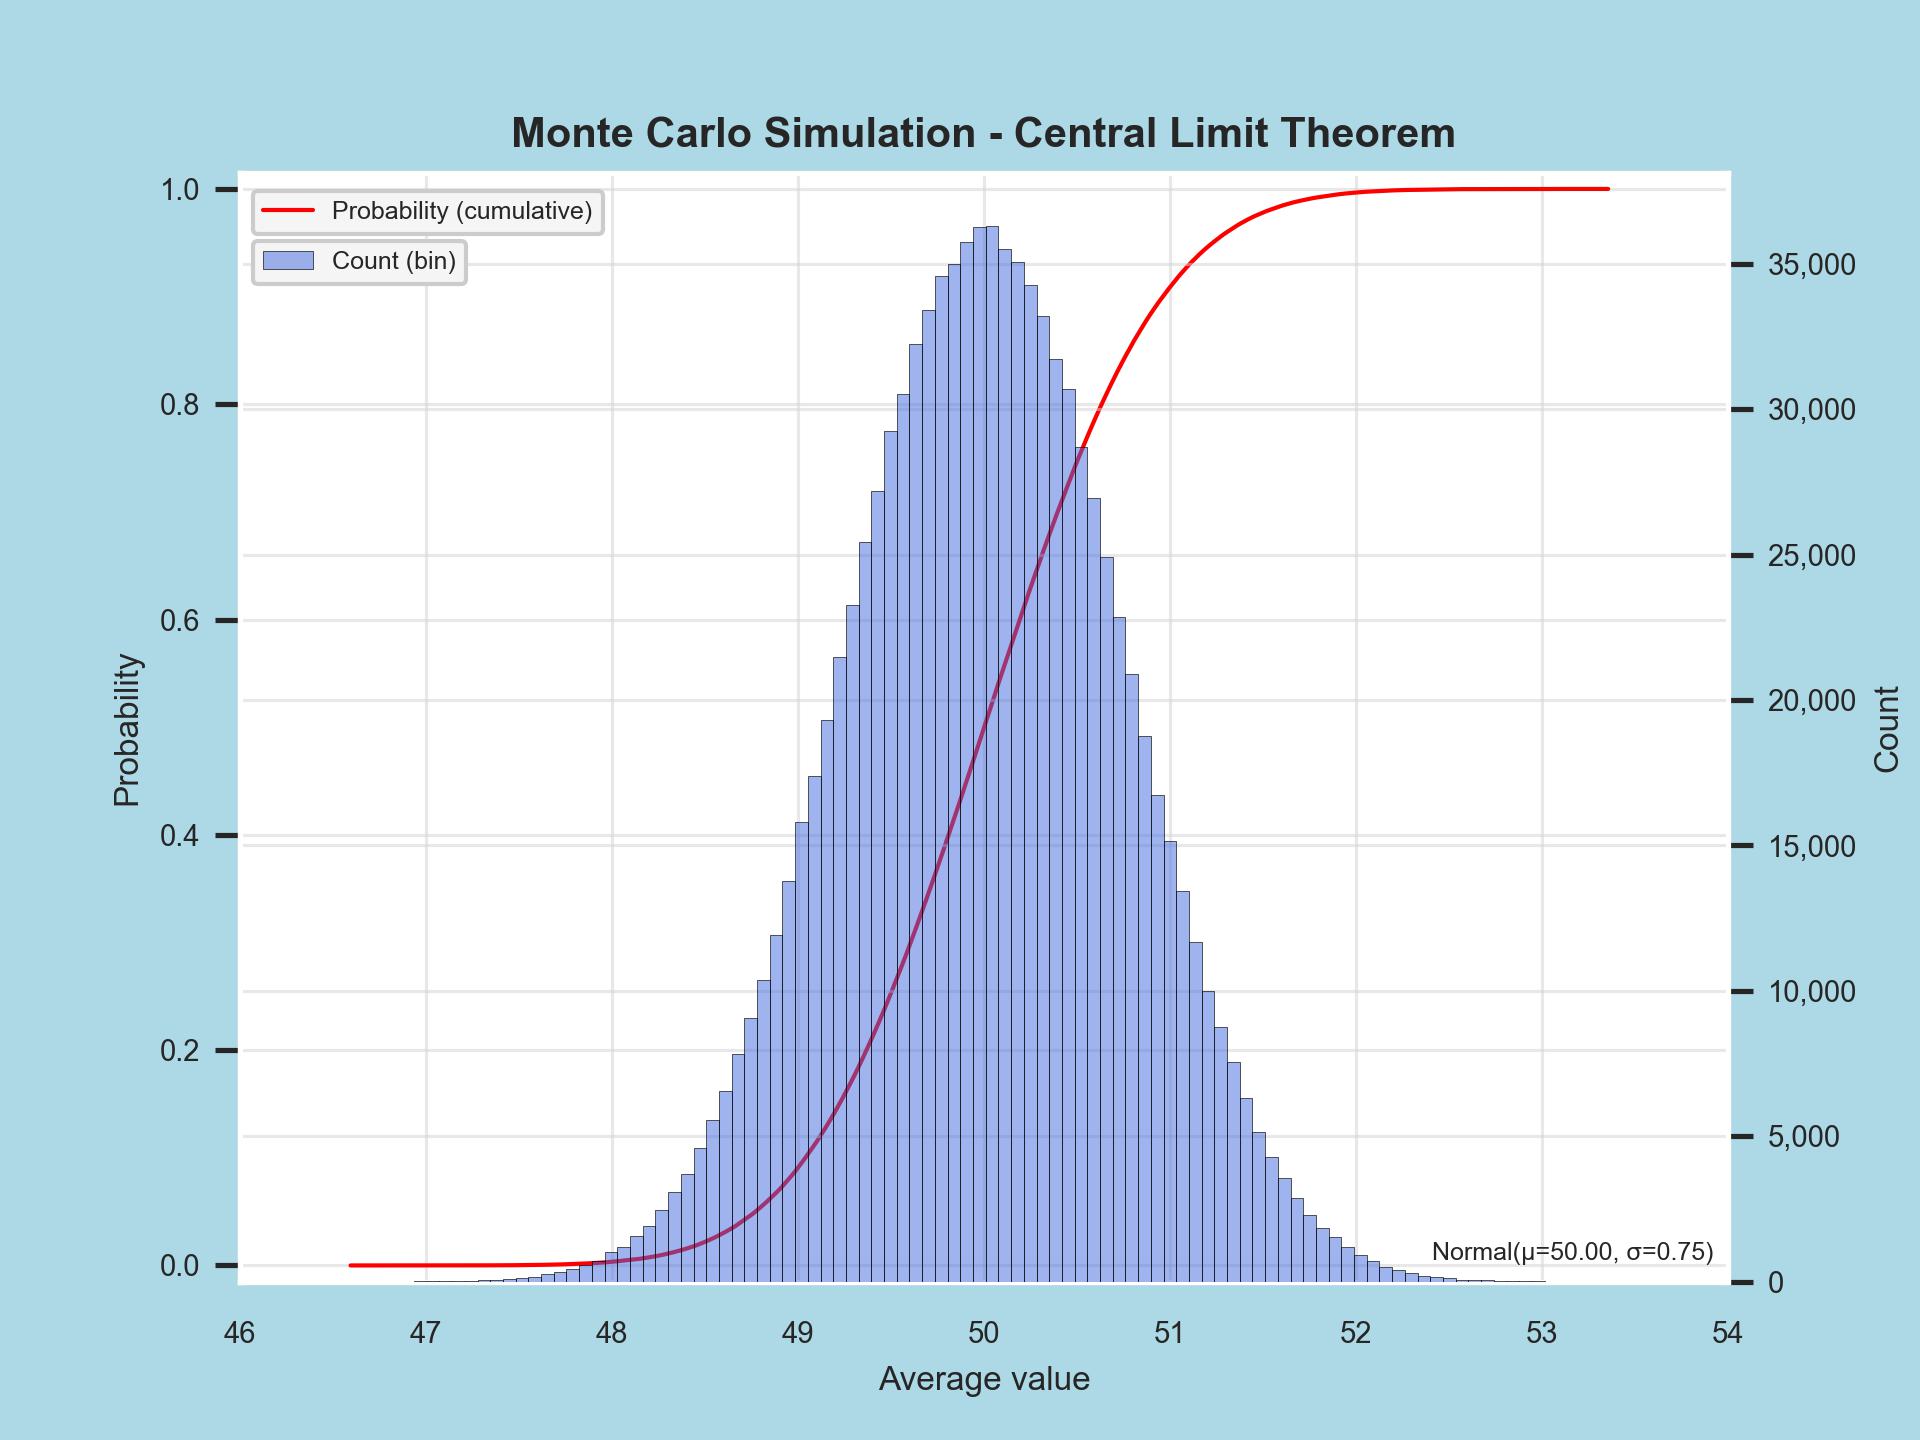 Monte Carlo Simulation - Central Limit Theorem
Probability (cumulative)
Count (bin)
1.0
0.8
0.6
0.4
0.2
0.0
Probability
35,000
30,000
25,000
20,000
15,000
10,000
5,000
0
Count
Normal(μ=50.00, σ=0.75)
46 47 48 49 50 51 52 53 54
Average value